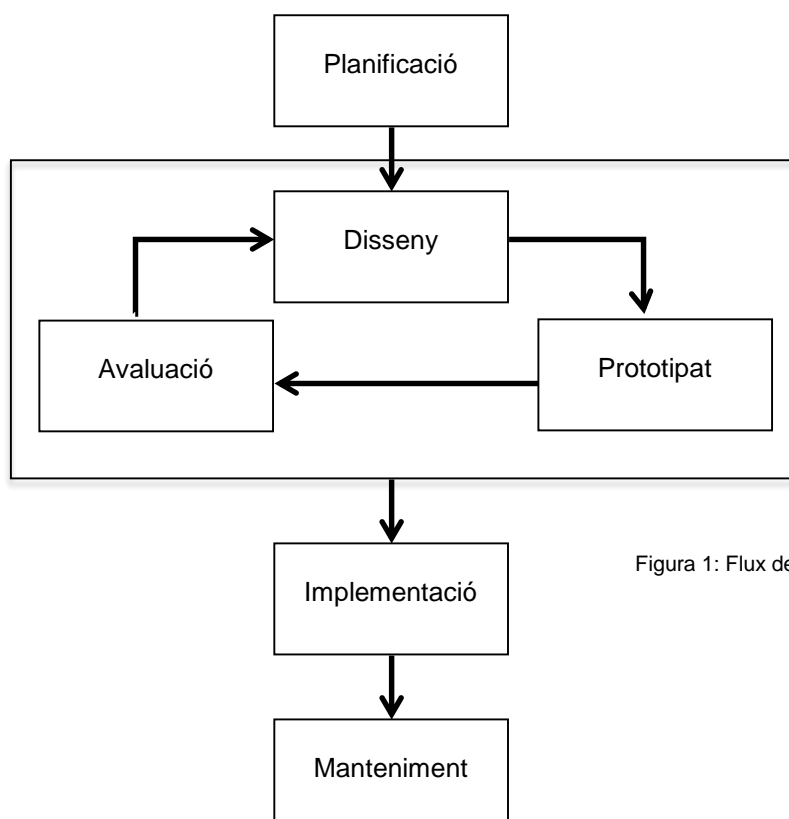 Planificació
Disseny
Avaluació
Prototipat
Implementació
Figura 1: Flux de
Manteniment